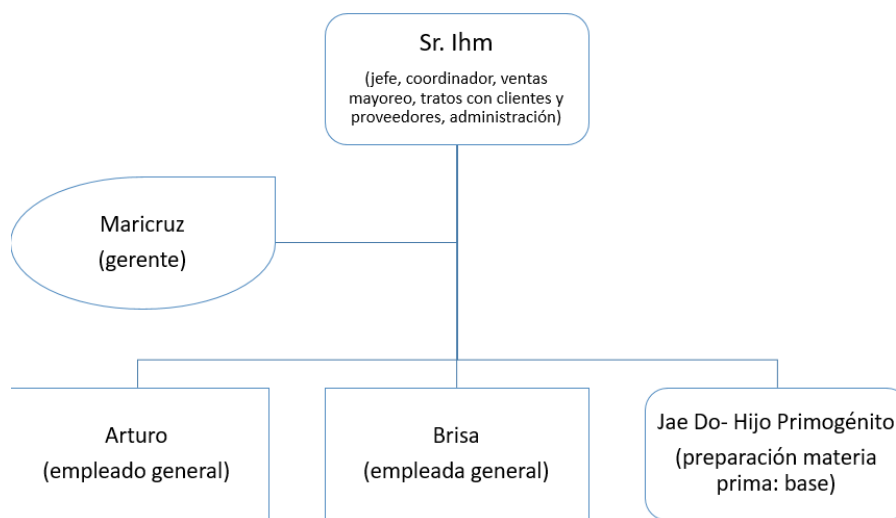 Sr. Ihm
(jefe, coordinador, ventas
mayoreo, tratos con clientes y
proveedores, administración)
Maricruz
(gerente)
Arturo
(empleado general)
Brisa
(empleada general)
Jae Do- Hijo Primogénito
(preparación materia
prima: base)